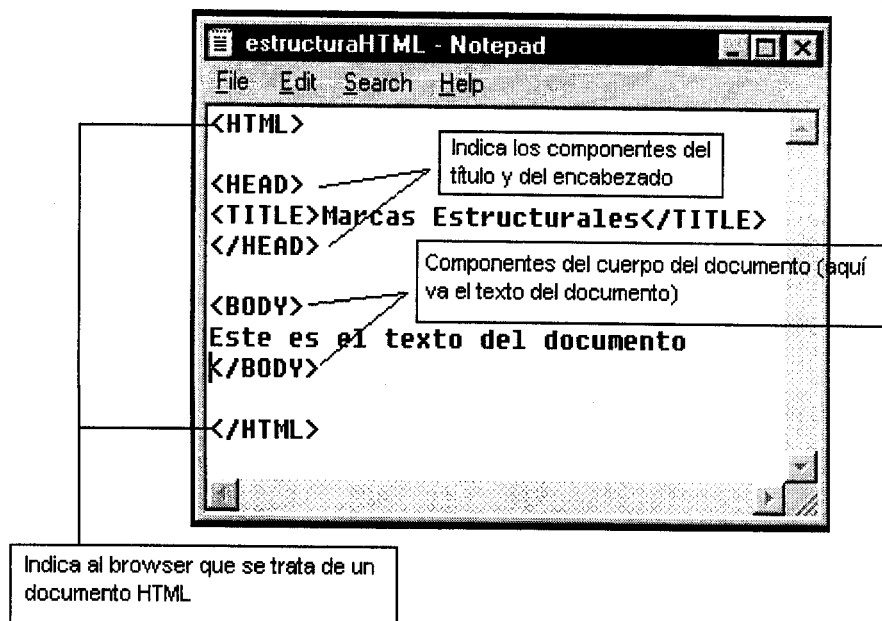 estructuraHTML - Notepad
File Edit Search Help
<HTML>
Indica los componentes del
título y del encabezado
<HEAD>
<TITLE>Marcas Estructurales</TITLE>
</HEAD>
Componentes del cuerpo del documento (aquí
va el texto del documento)
<BODY>
Este es el texto del documento
</BODY>
</HTML>
Indica al browser que se trata de un
documento HTML